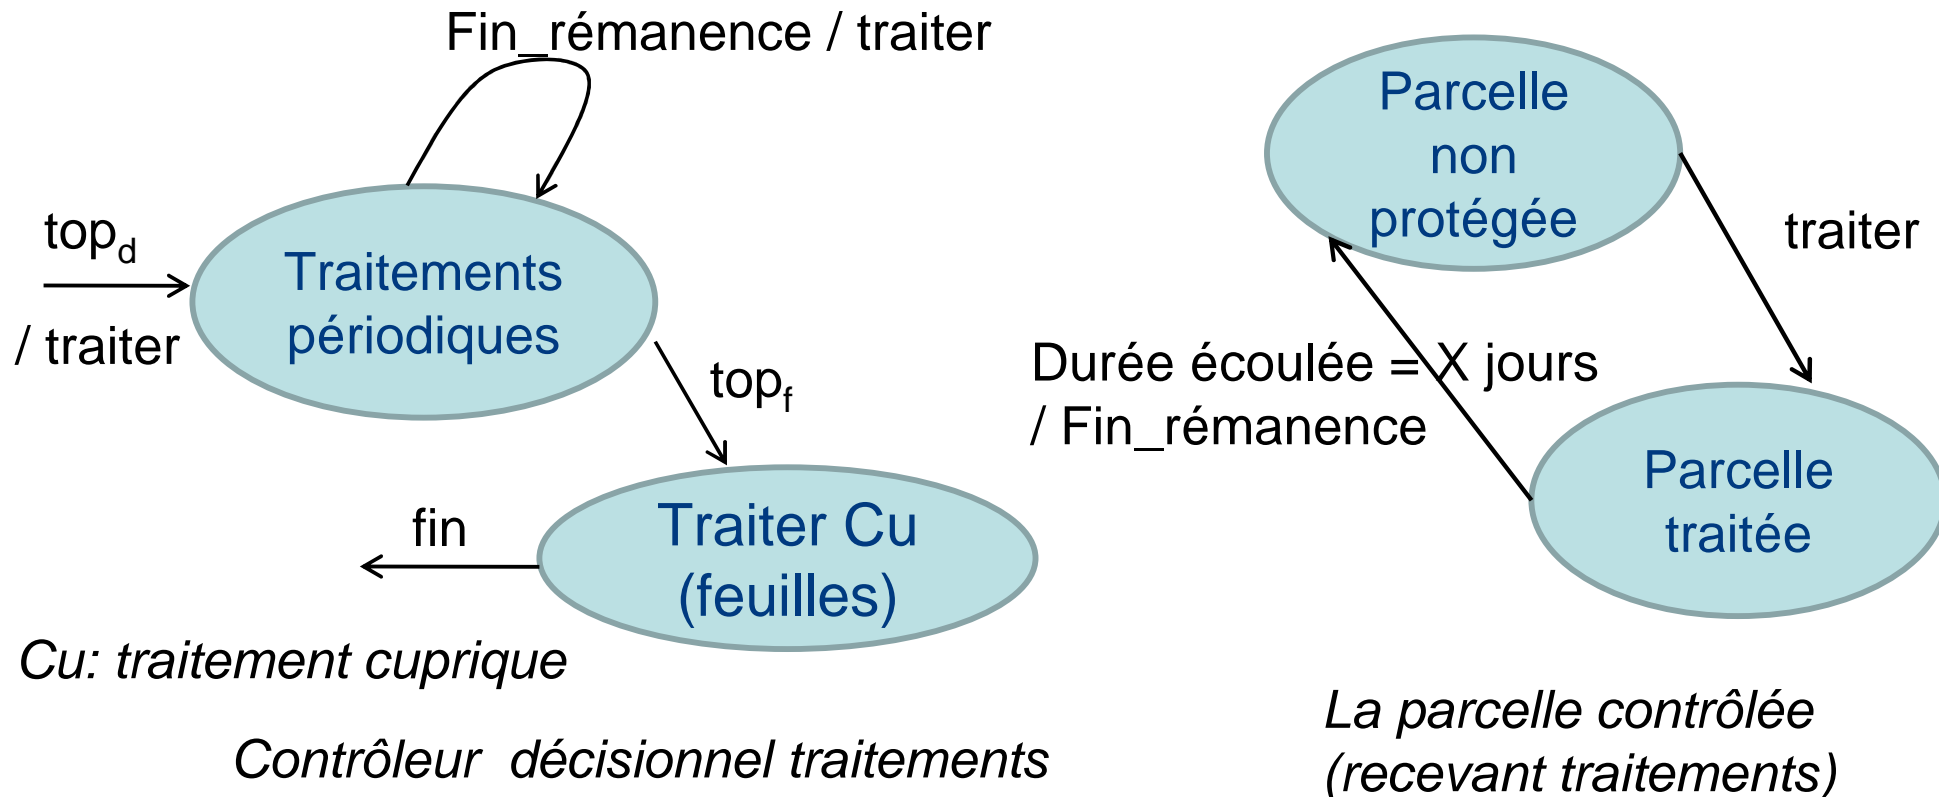 Fin_rémanence / traiter
top_d
/ traiter
Traitements
périodiques
top_f
fin
Traiter Cu
(feuilles)
Cu: traitement cuprique
Contrôleur décisionnel traitements
Parcelle
non
protégée
traiter
Durée écoulée = X jours
/ Fin_rémanence
Parcelle
traitée
La parcelle contrôlée
(recevant traitements)